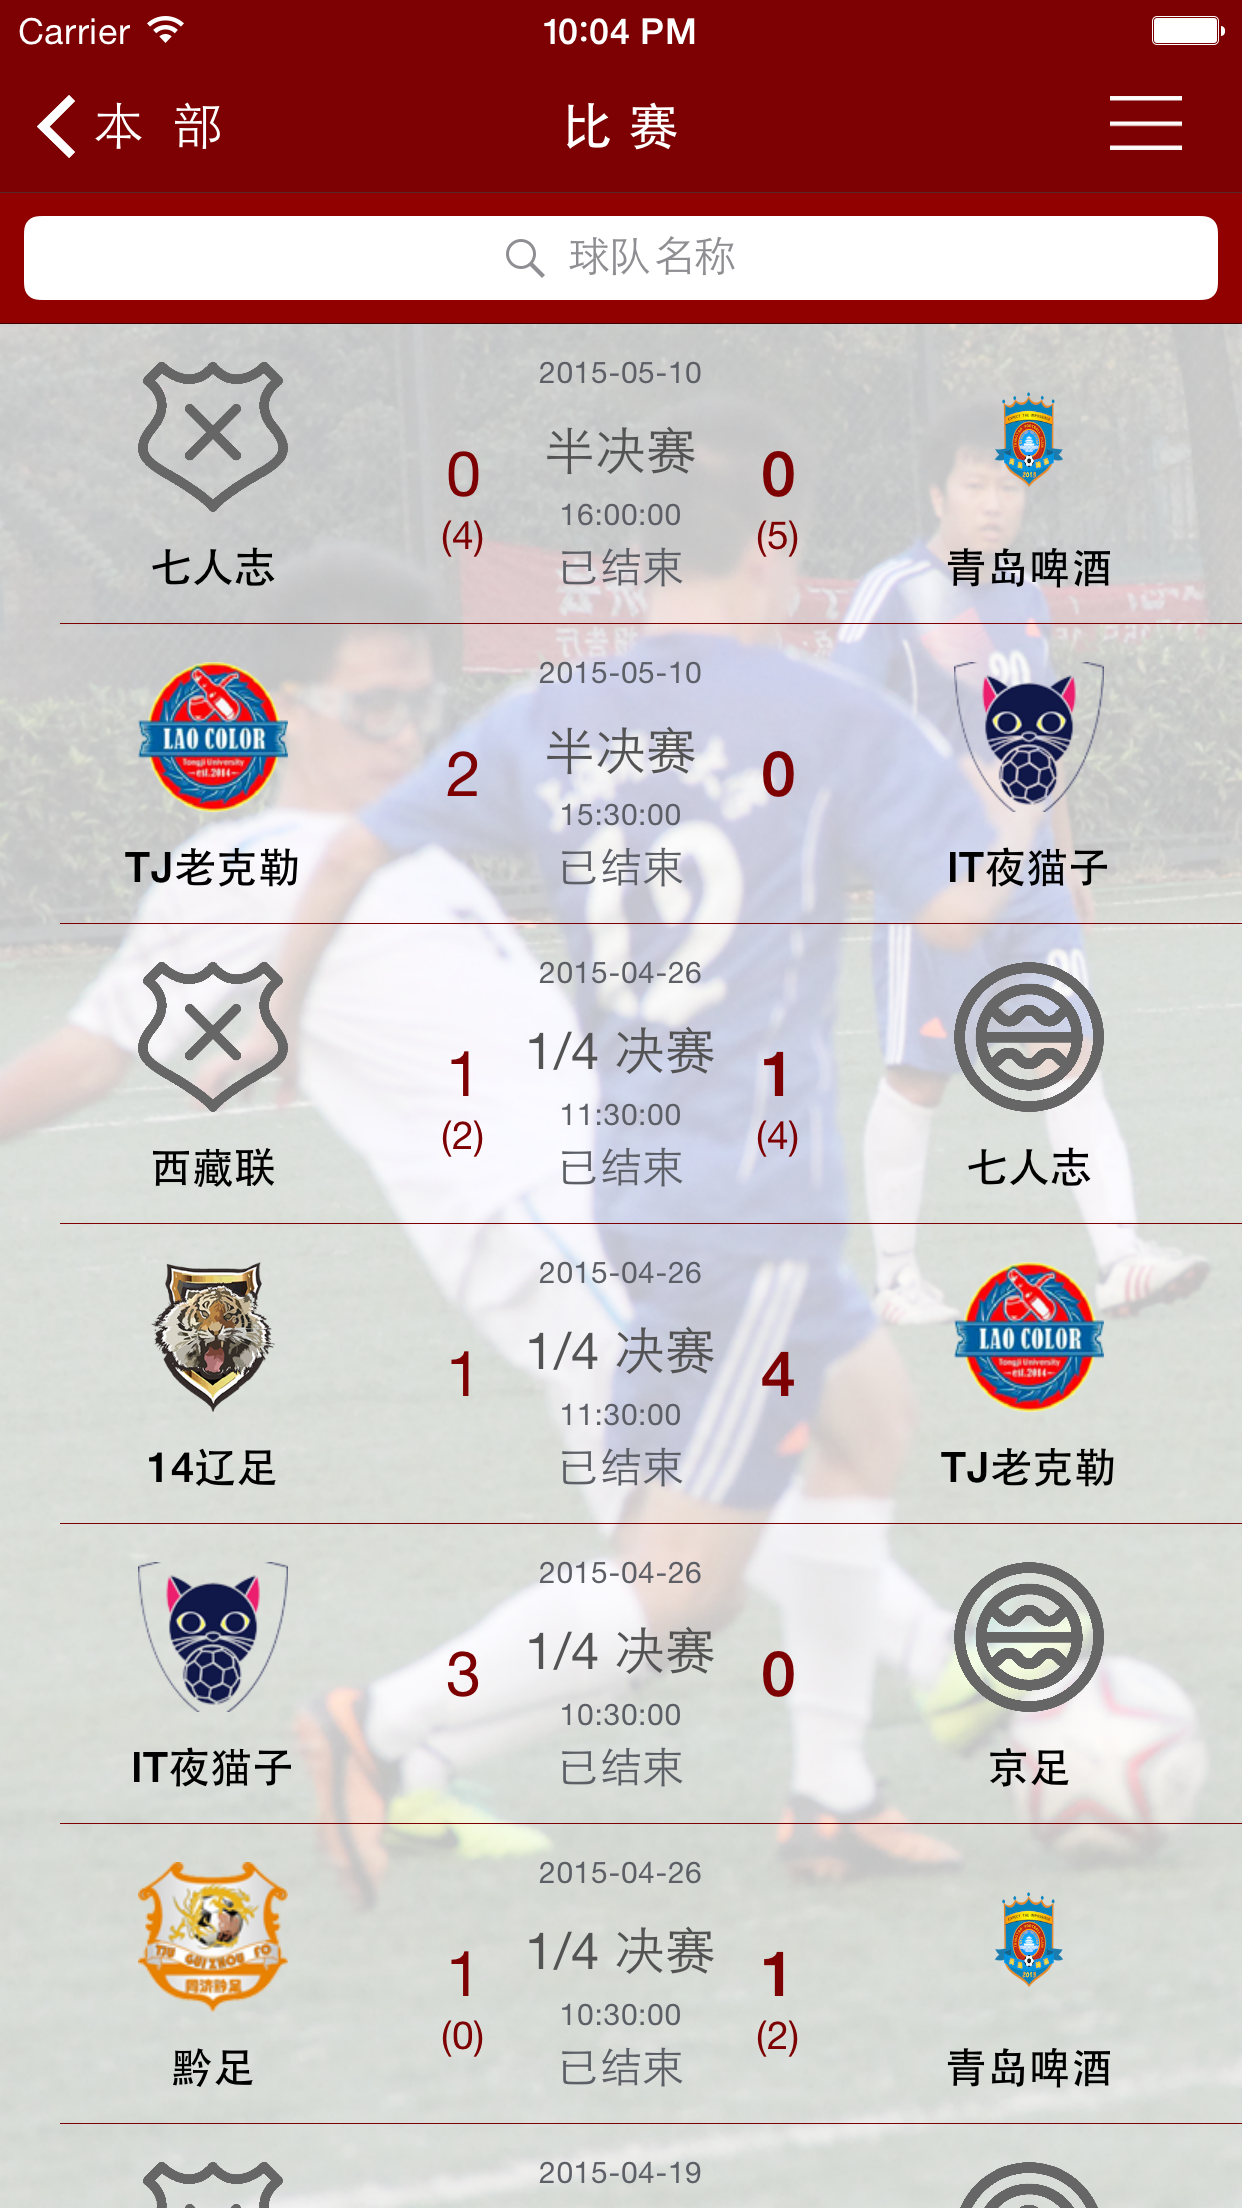 Carrier 10:04 PM
本 部 比 赛
球队名称
2015-05-10
半决赛
0 0
16:00:00
(4) (5)
已结束
七人志 青岛啤酒
2015-05-10
LAO COLOR
Tongji University
est.2014
半决赛
2 0
15:30:00
已结束
TJ老克勒 IT夜猫子
2015-04-26
1/4 决赛
1 1
11:30:00
(2) (4)
已结束
西藏联 七人志
2015-04-26
LAO COLOR
Tongji University
est.2014
1/4 决赛
1 4
11:30:00
已结束
14辽足 TJ老克勒
2015-04-26
1/4 决赛
3 0
10:30:00
已结束
IT夜猫子 京足
2015-04-26
1/4 决赛
1 1
10:30:00
(0) (2)
已结束
黔足 青岛啤酒
2015-04-19